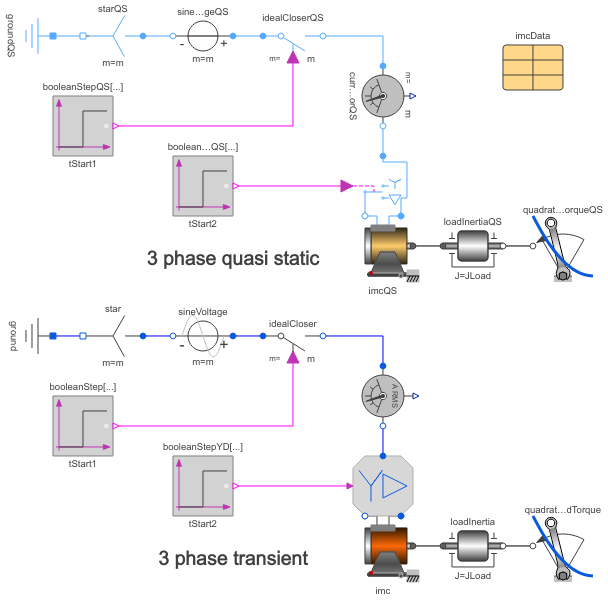 starQS
sine...geQS
idealCloserQS
imcData
groundQS
- +
m=m
m=m
m=
m
m=
curr...orQS
m
booleanStepQS[...]
tStart1
boolean...QS[...]
tStart2
loadInertiaQS
quadrat...orqueQS
J=JLoad
imcQS
3 phase quasi static
star
sineVoltage
idealCloser
ground
- +
m=m
m=m
m=
m
booleanStep[...]
A RMS
tStart1
booleanStepYD[...]
tStart2
loadInertia
quadrat...dTorque
J=JLoad
imc
3 phase transient